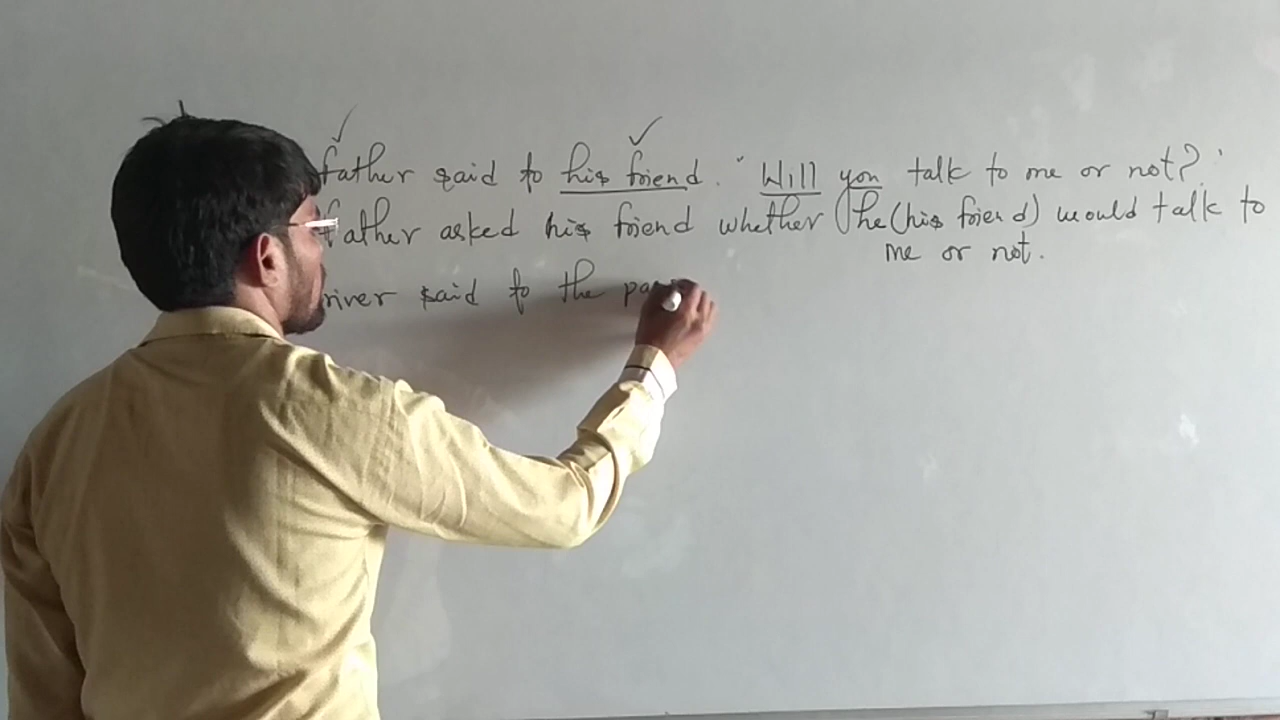 father said to his friend. "Will you talk to me or not?"
father asked his friend whether he (his friend) would talk to
me or not.
river said to the pa